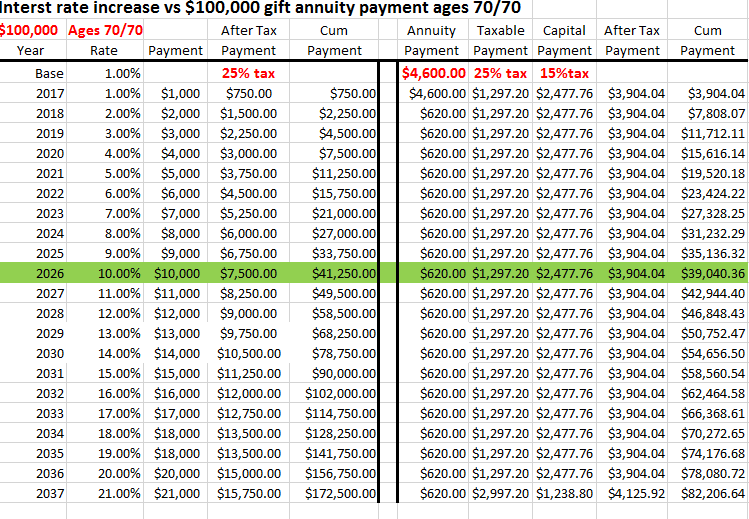 Interst rate increase vs $100,000 gift annuity payment ages 70/70
$100,000 Ages 70/70 After Tax Cum Annuity Taxable Capital After Tax Cum
Year Rate Payment Payment Payment Payment Payment Payment Payment Payment
Base 1.00% 25% tax $4,600.00 25% tax 15%tax
2017 1.00% $1,000 $750.00 $750.00 $4,600.00 $1,297.20 $2,477.76 $3,904.04 $3,904.04
2018 2.00% $2,000 $1,500.00 $2,250.00 $620.00 $1,297.20 $2,477.76 $3,904.04 $7,808.07
2019 3.00% $3,000 $2,250.00 $4,500.00 $620.00 $1,297.20 $2,477.76 $3,904.04 $11,712.11
2020 4.00% $4,000 $3,000.00 $7,500.00 $620.00 $1,297.20 $2,477.76 $3,904.04 $15,616.14
2021 5.00% $5,000 $3,750.00 $11,250.00 $620.00 $1,297.20 $2,477.76 $3,904.04 $19,520.18
2022 6.00% $6,000 $4,500.00 $15,750.00 $620.00 $1,297.20 $2,477.76 $3,904.04 $23,424.22
2023 7.00% $7,000 $5,250.00 $21,000.00 $620.00 $1,297.20 $2,477.76 $3,904.04 $27,328.25
2024 8.00% $8,000 $6,000.00 $27,000.00 $620.00 $1,297.20 $2,477.76 $3,904.04 $31,232.29
2025 9.00% $9,000 $6,750.00 $33,750.00 $620.00 $1,297.20 $2,477.76 $3,904.04 $35,136.32
2026 10.00% $10,000 $7,500.00 $41,250.00 $620.00 $1,297.20 $2,477.76 $3,904.04 $39,040.36
2027 11.00% $11,000 $8,250.00 $49,500.00 $620.00 $1,297.20 $2,477.76 $3,904.04 $42,944.40
2028 12.00% $12,000 $9,000.00 $58,500.00 $620.00 $1,297.20 $2,477.76 $3,904.04 $46,848.43
2029 13.00% $13,000 $9,750.00 $68,250.00 $620.00 $1,297.20 $2,477.76 $3,904.04 $50,752.47
2030 14.00% $14,000 $10,500.00 $78,750.00 $620.00 $1,297.20 $2,477.76 $3,904.04 $54,656.50
2031 15.00% $15,000 $11,250.00 $90,000.00 $620.00 $1,297.20 $2,477.76 $3,904.04 $58,560.54
2032 16.00% $16,000 $12,000.00 $102,000.00 $620.00 $1,297.20 $2,477.76 $3,904.04 $62,464.58
2033 17.00% $17,000 $12,750.00 $114,750.00 $620.00 $1,297.20 $2,477.76 $3,904.04 $66,368.61
2034 18.00% $18,000 $13,500.00 $128,250.00 $620.00 $1,297.20 $2,477.76 $3,904.04 $70,272.65
2035 19.00% $18,000 $13,500.00 $141,750.00 $620.00 $1,297.20 $2,477.76 $3,904.04 $74,176.68
2036 20.00% $20,000 $15,000.00 $156,750.00 $620.00 $1,297.20 $2,477.76 $3,904.04 $78,080.72
2037 21.00% $21,000 $15,750.00 $172,500.00 $620.00 $2,997.20 $1,238.80 $4,125.92 $82,206.64